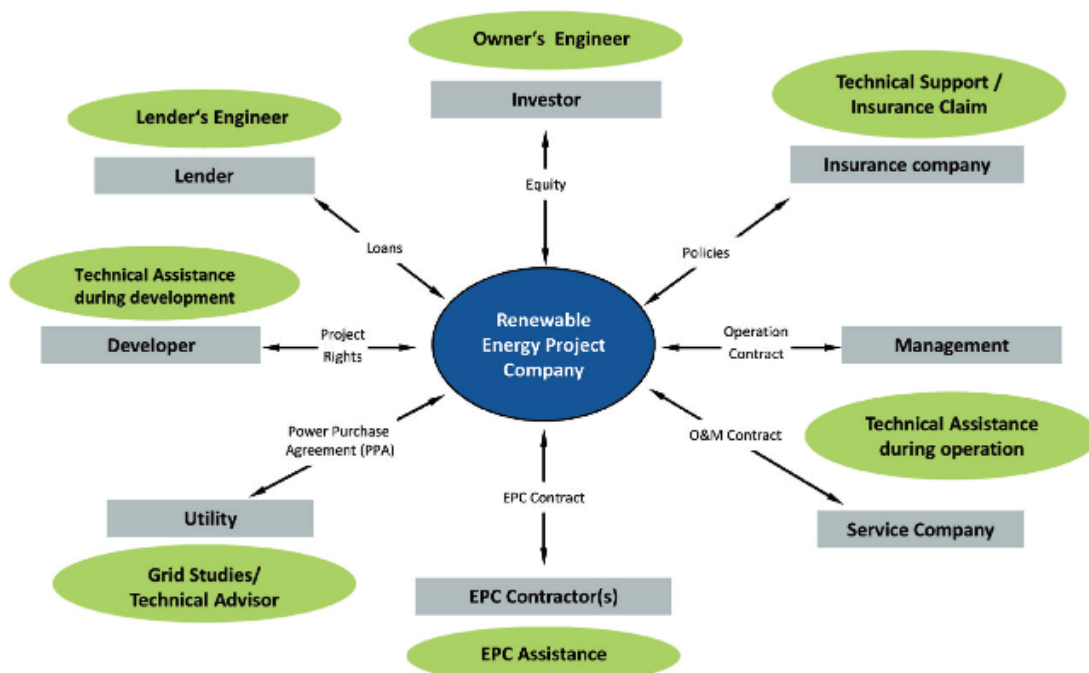 Owner's Engineer
Investor
Technical Support /
Insurance Claim
Insurance company
Lender's Engineer
Lender
Equity
Loans
Policies
Technical Assistance
during development
Developer
Project
Rights
Renewable
Energy Project
Company
Operation
Contract
Management
Power Purchase
Agreement (PPA)
O&M Contract
Technical Assistance
during operation
Utility
EPC Contract
Service Company
Grid Studies/
Technical Advisor
EPC Contractor(s)
EPC Assistance